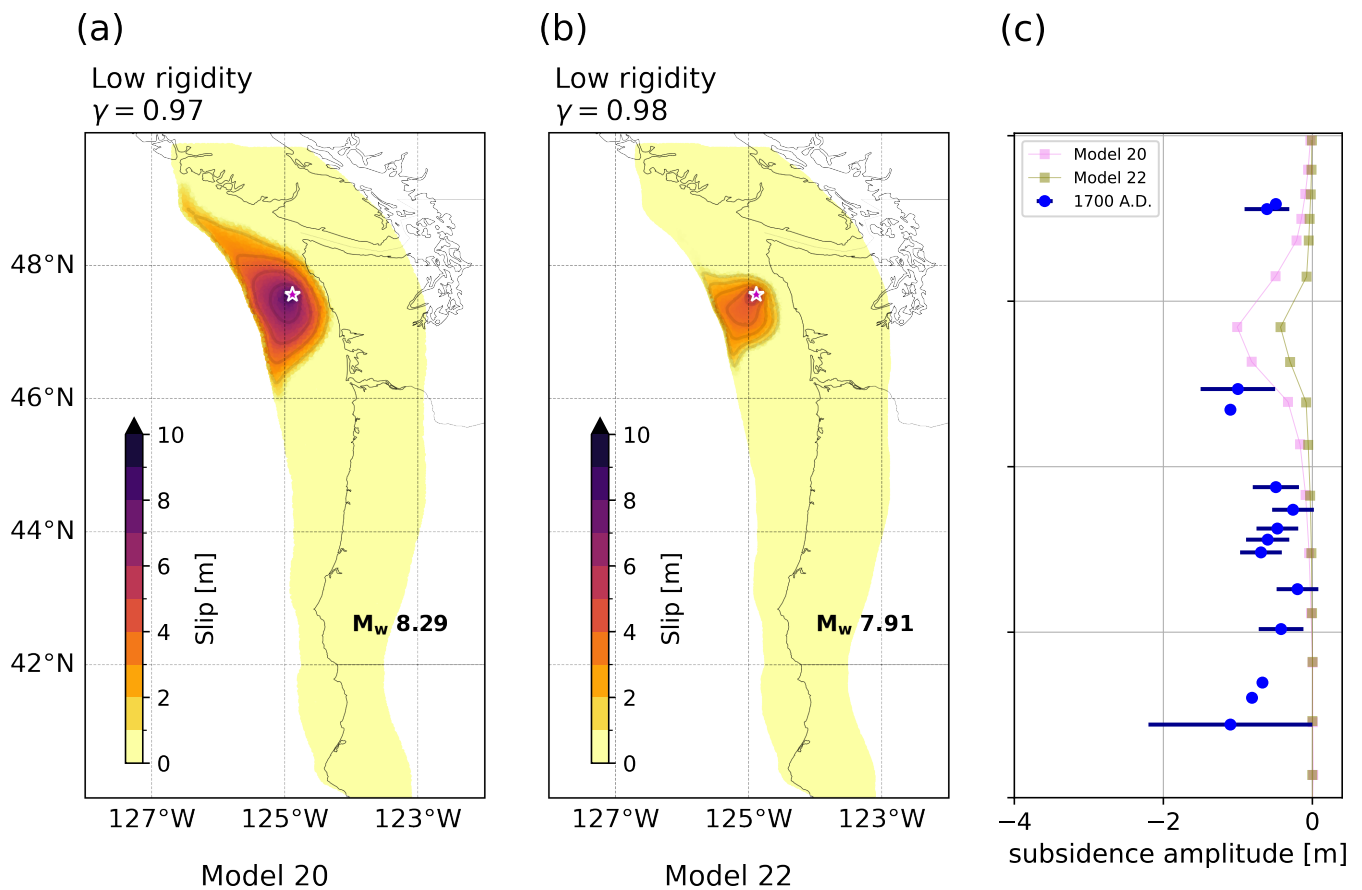 (a)
(b)
(c)
Low rigidity
γ = 0.97
Low rigidity
γ = 0.98
Model 20
Model 22
1700 A.D.
48°N
46°N
44°N
42°N
10
8
6
4
2
0
Slip [m]
M_w 8.29
10
8
6
4
2
0
Slip [m]
M_w 7.91
127°W
125°W
123°W
127°W
125°W
123°W
−4
−2
0
subsidence amplitude [m]
Model 20
Model 22